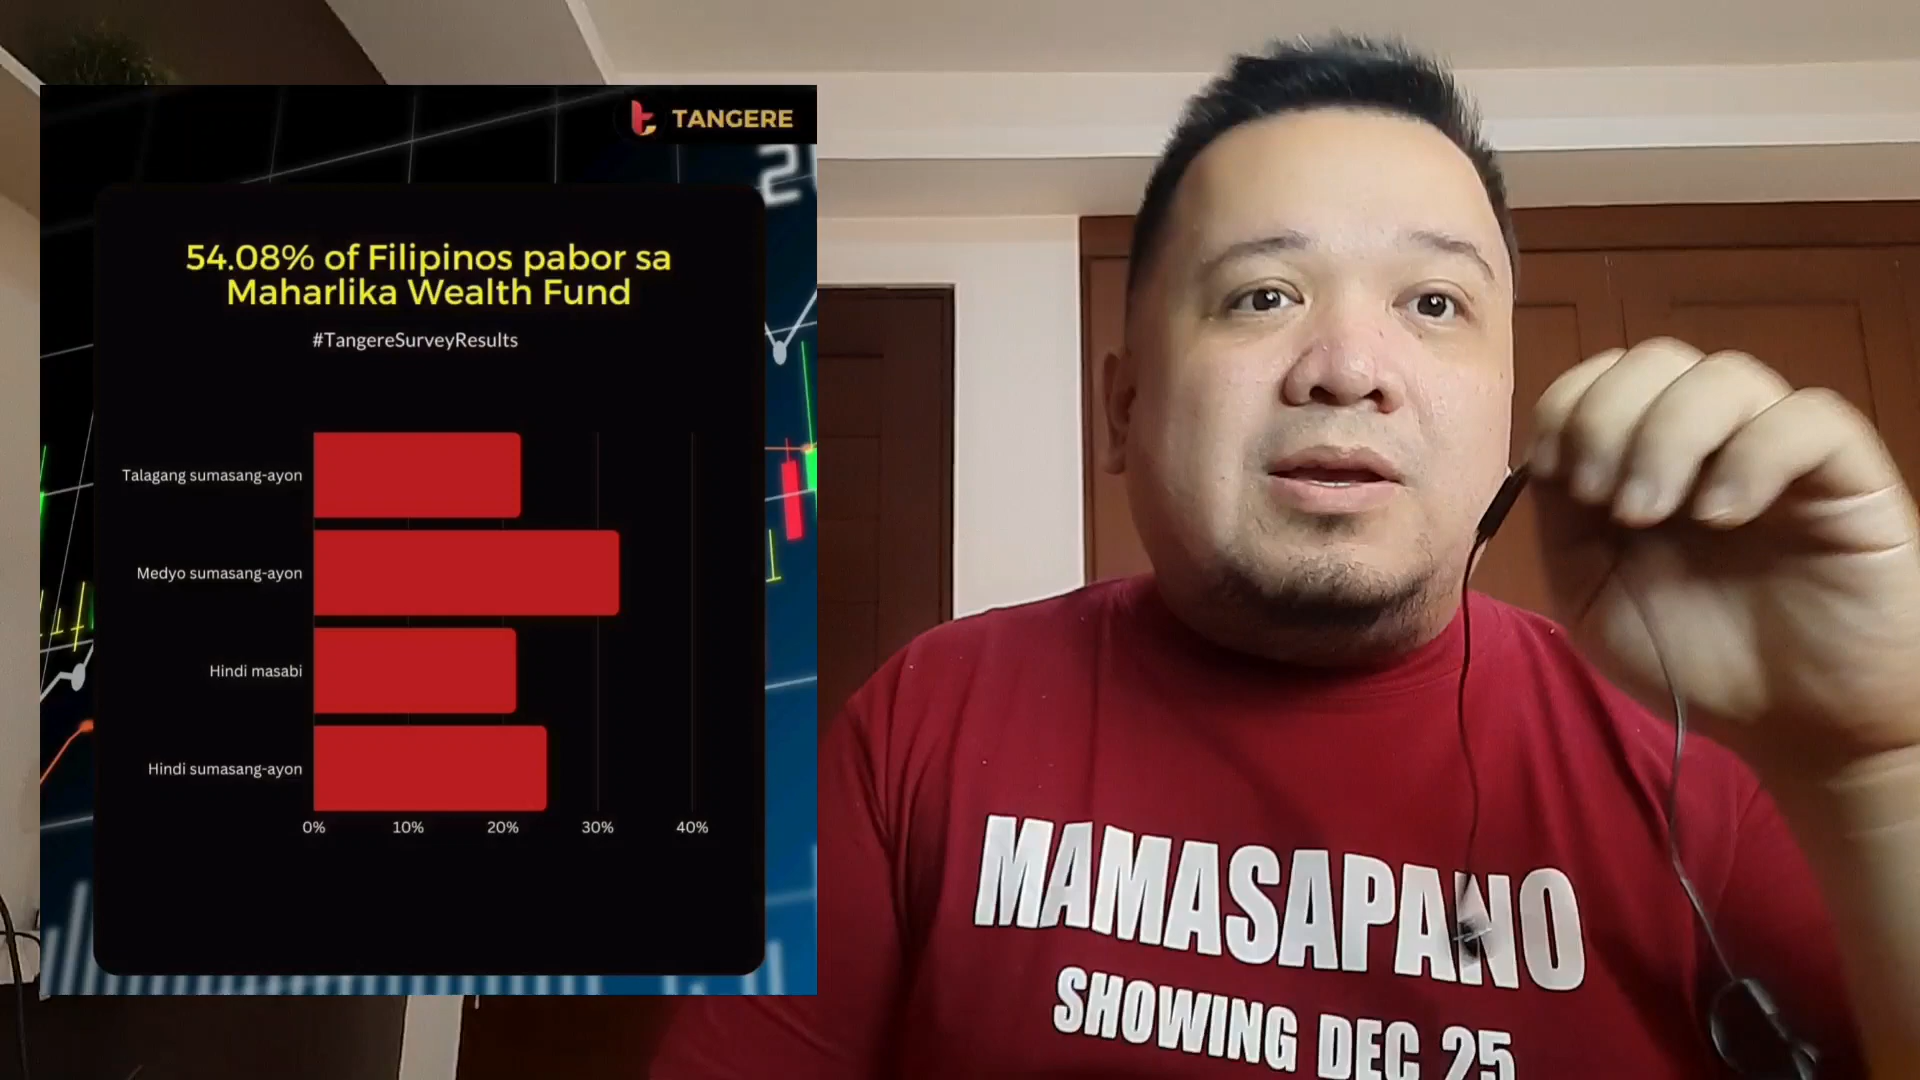 TANGERE
54.08% of Filipinos pabor sa
Maharlika Wealth Fund
#TangereSurveyResults
Talagang sumasang-ayon
Medyo sumasang-ayon
Hindi masabi
Hindi sumasang-ayon
0% 10% 20% 30% 40%
MAMASAPANO
SHOWING DEC 25